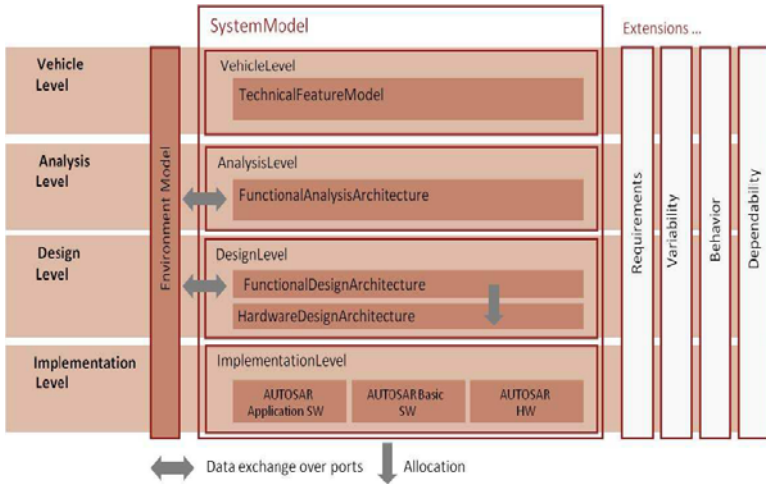 SystemModel
Extensions ...
Vehicle
Level
VehicleLevel
TechnicalFeatureModel
Analysis
Level
AnalysisLevel
FunctionalAnalysisArchitecture
Design
Level
DesignLevel
FunctionalDesignArchitecture
HardwareDesignArchitecture
Implementation
Level
ImplementationLevel
AUTOSAR
Application SW
AUTOSAR Basic
SW
AUTOSAR
HW
Environment Model
Requirements
Variability
Behavior
Dependability
Data exchange over ports
Allocation